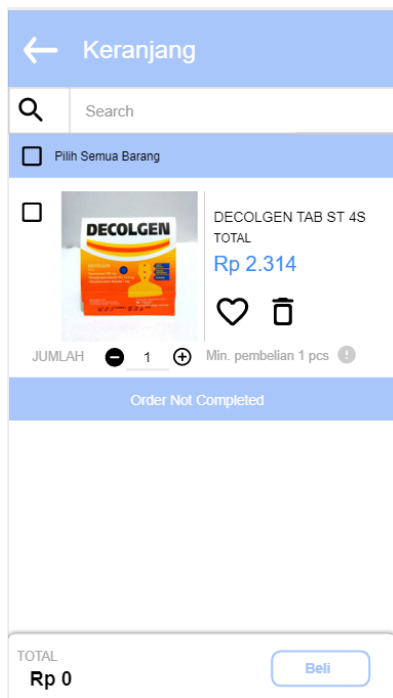 Keranjang
Search
Pilih Semua Barang
DECOLGEN
DECOLGEN TAB ST 4S
TOTAL
Rp 2.314
JUMLAH 1 Min. pembelian 1 pcs
Order Not Completed
TOTAL
Rp 0
Beli